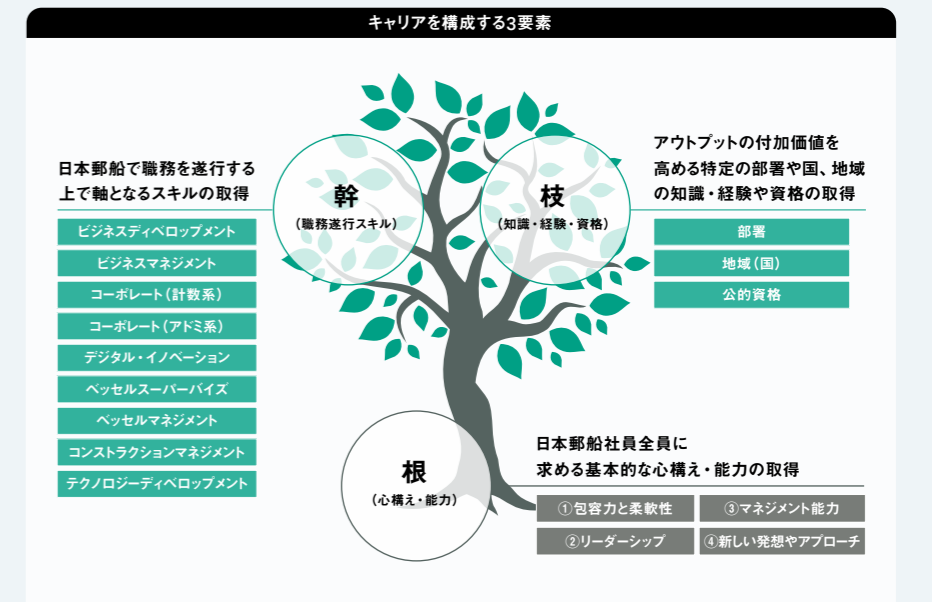 キャリアを構成する3要素
日本郵船で職務を遂行する
上で軸となるスキルの取得
ビジネスディベロップメント
ビジネスマネジメント
コーポレート(計数系)
コーポレート(アドミ系)
デジタル・イノベーション
ベッセルスーパーバイズ
ベッセルマネジメント
コンストラクションマネジメント
テクノロジーディベロップメント
幹
(職務遂行スキル)
枝
(知識・経験・資格)
アウトプットの付加価値を
高める特定の部署や国、地域
の知識・経験や資格の取得
部署
地域(国)
公的資格
根
(心構え・能力)
日本郵船社員全員に
求める基本的な心構え・能力の取得
①包容力と柔軟性
②リーダーシップ
③マネジメント能力
④新しい発想やアプローチ